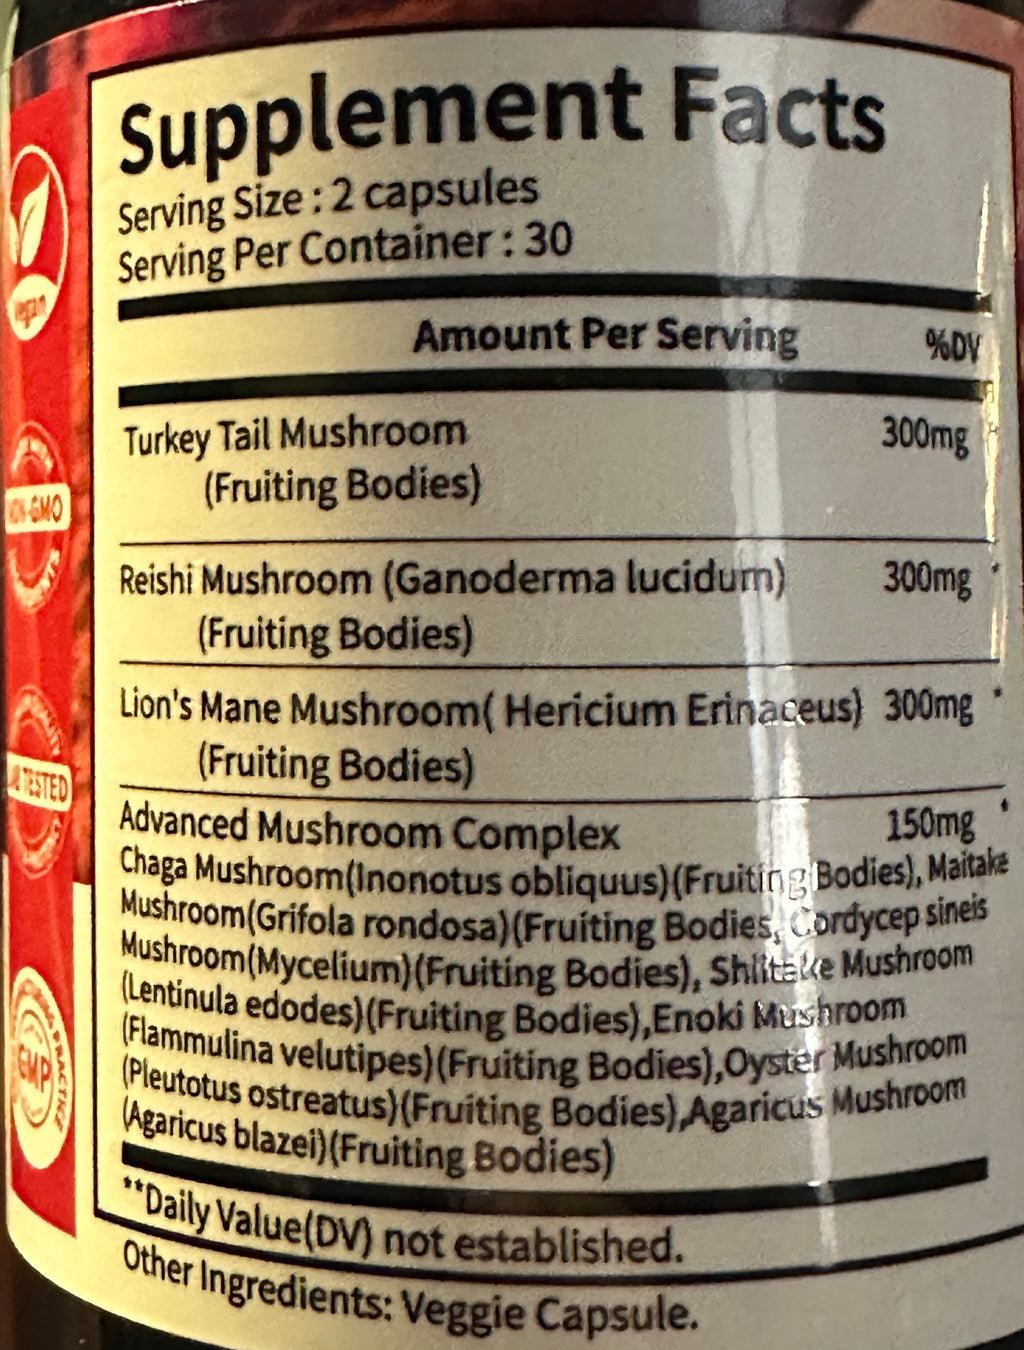 Supplement Facts
Serving Size : 2 capsules
Serving Per Container : 30
Amount Per Serving %DV
Turkey Tail Mushroom 300mg
(Fruiting Bodies)
Reishi Mushroom (Ganoderma lucidum) 300mg *
(Fruiting Bodies)
Lion's Mane Mushroom( Hericium Erinaceus) 300mg *
(Fruiting Bodies)
Advanced Mushroom Complex 150mg *
Chaga Mushroom(Inonotus obliquus)(Fruiting Bodies), Maitake
Mushroom(Grifola rondosa)(Fruiting Bodies, Cordycep sineis
Mushroom(Mycelium)(Fruiting Bodies), Shlitake Mushroom
(Lentinula edodes)(Fruiting Bodies),Enoki Mushroom
(Flammulina velutipes)(Fruiting Bodies),Oyster Mushroom
(Pleutotus ostreatus)(Fruiting Bodies),Agaricus Mushroom
(Agaricus blazei)(Fruiting Bodies)
**Daily Value(DV) not established.
Other Ingredients: Veggie Capsule.
Vegan
NON-GMO
TESTED
GMP